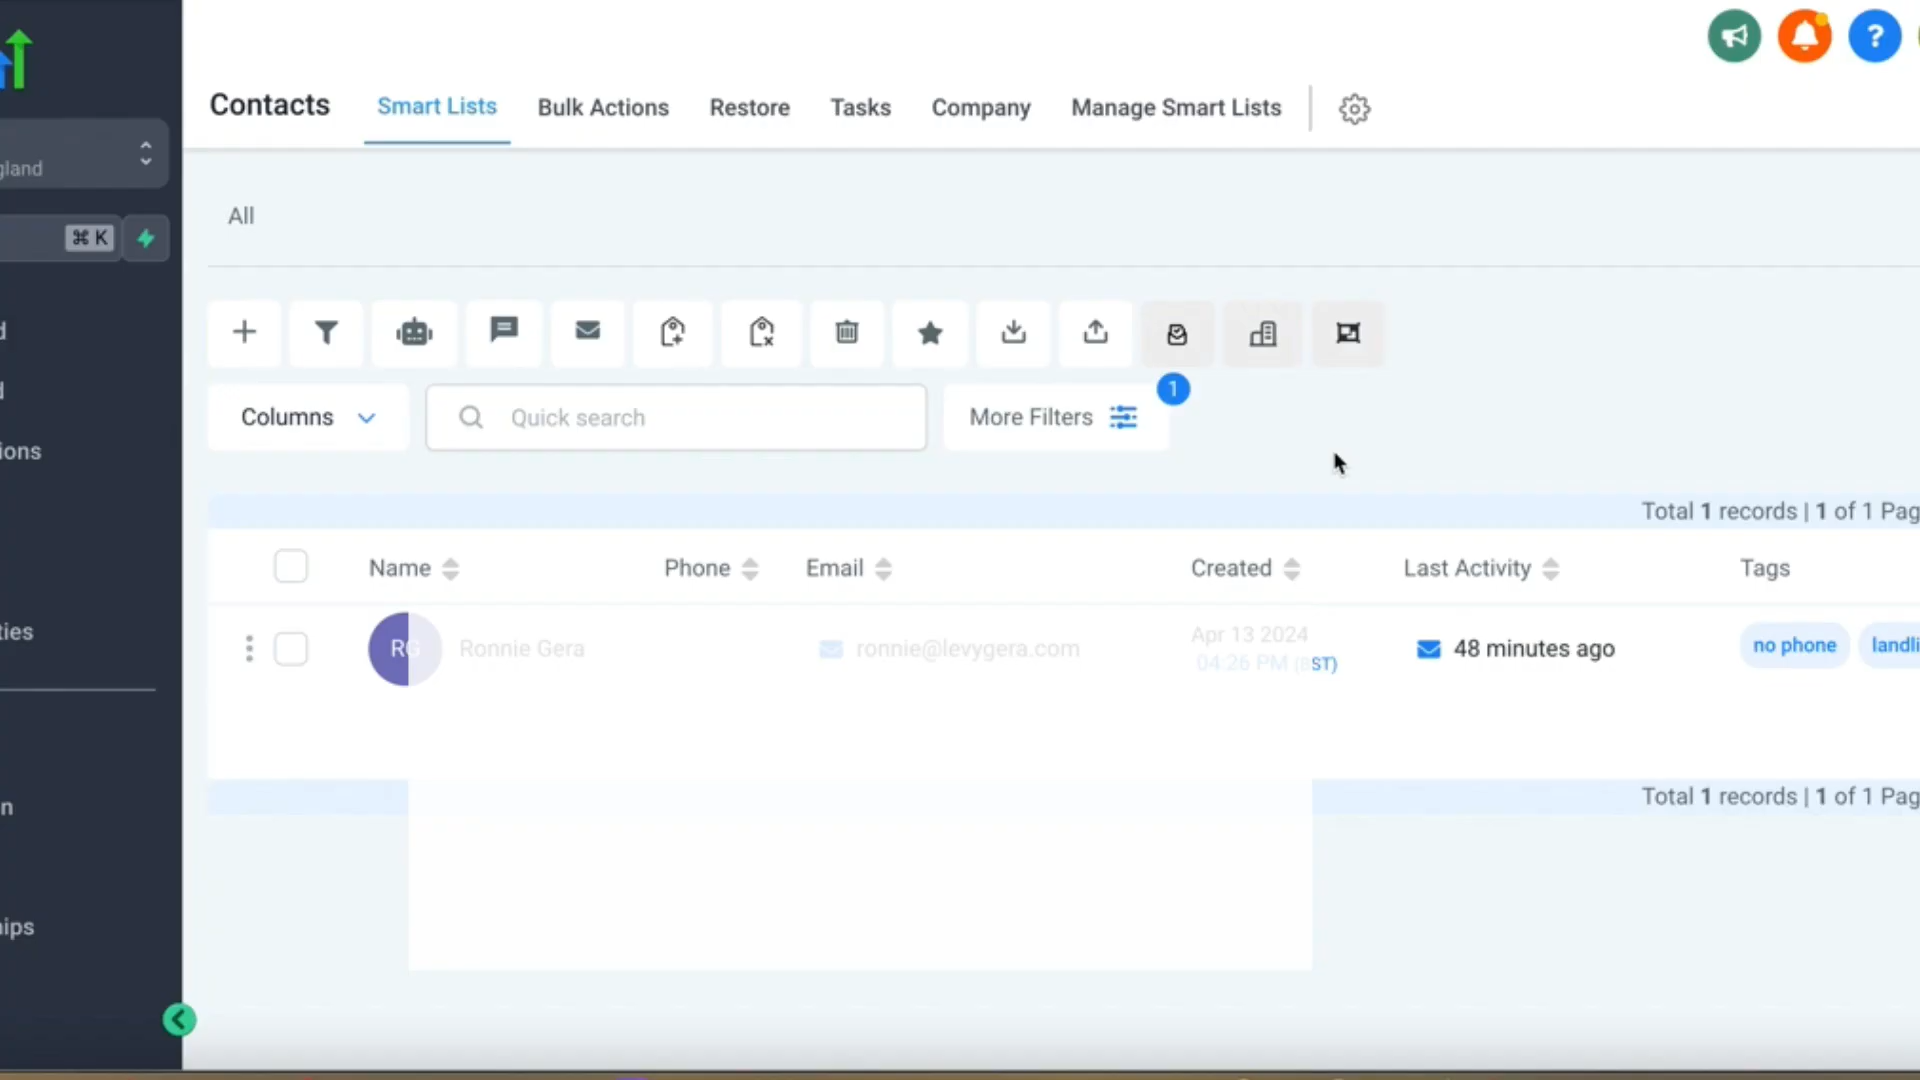 Contacts Smart Lists Bulk Actions Restore Tasks Company Manage Smart Lists
gland
All
⌘ K
d
d
Columns Quick search More Filters 1
ions
Total 1 records | 1 of 1 Pag
Name Phone Email Created Last Activity Tags
ties
RG Ronnie Gera ronnie@levygera.com Apr 13 2024 48 minutes ago no phone landli
04:26 PM (BST)
n
Total 1 records | 1 of 1 Pag
hips